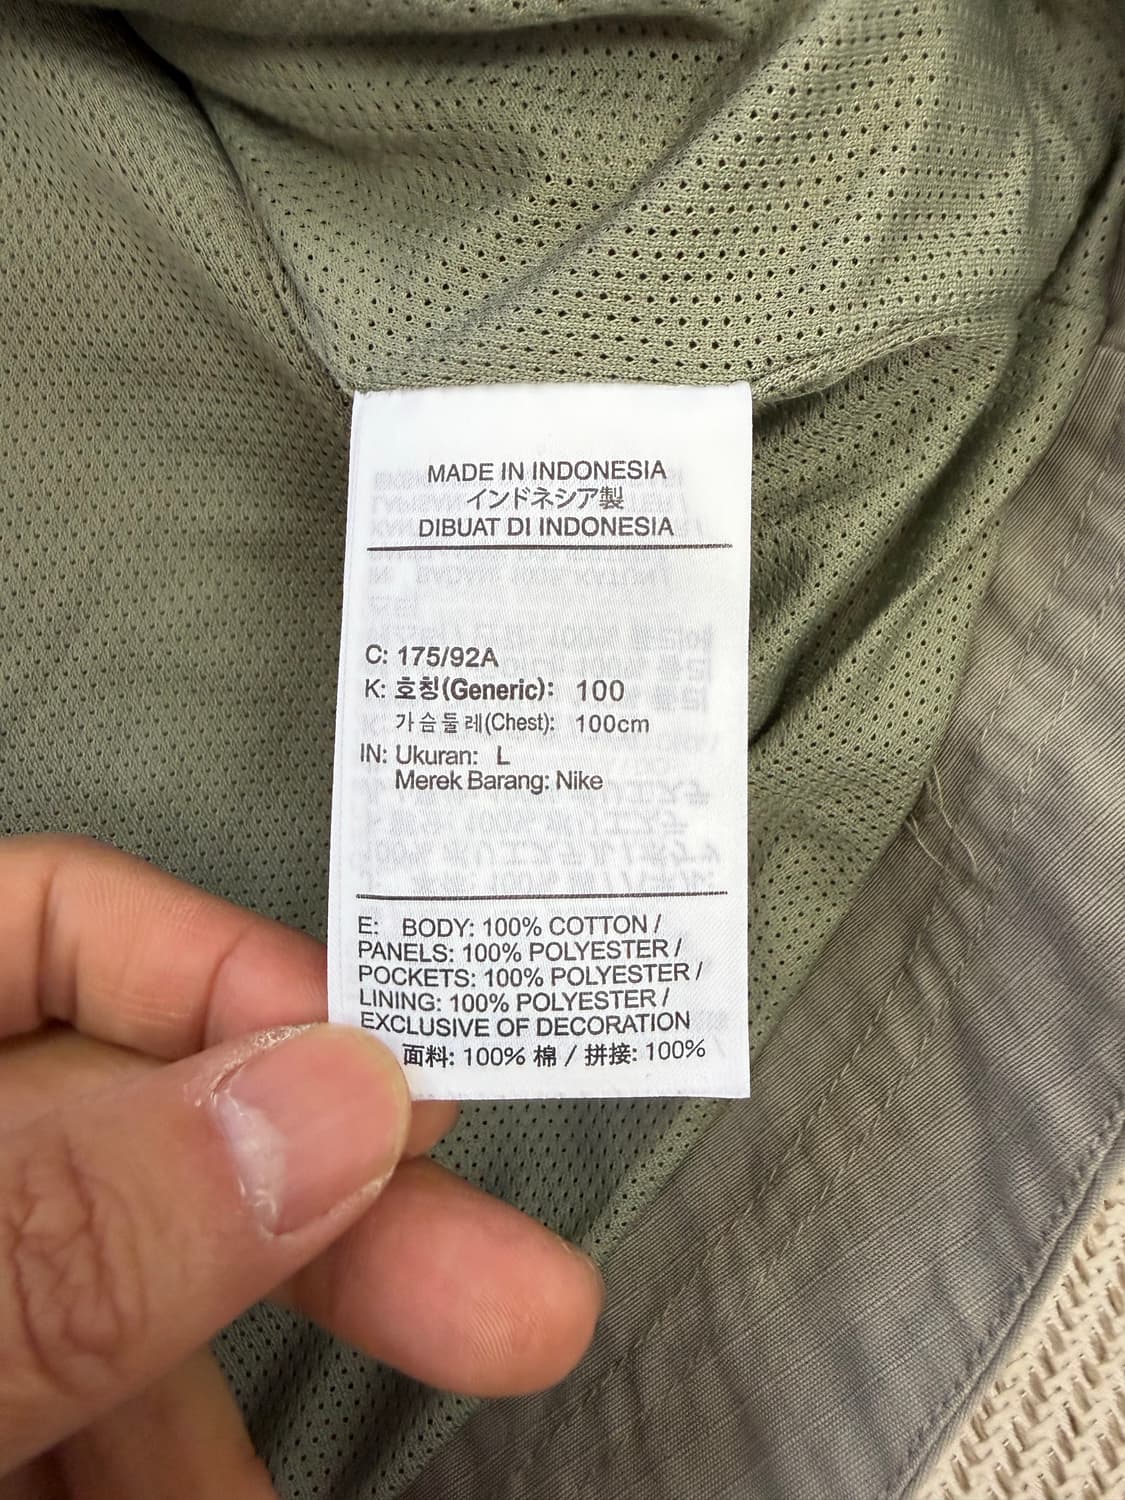 MADE IN INDONESIA
インドネシア製
DIBUAT DI INDONESIA
C: 175/92A
K: 호칭(Generic): 100
가슴둘레(Chest): 100cm
IN: Ukuran: L
Merek Barang: Nike
E: BODY: 100% COTTON /
PANELS: 100% POLYESTER /
POCKETS: 100% POLYESTER /
LINING: 100% POLYESTER /
EXCLUSIVE OF DECORATION
面料: 100% 棉 / 拼接: 100%